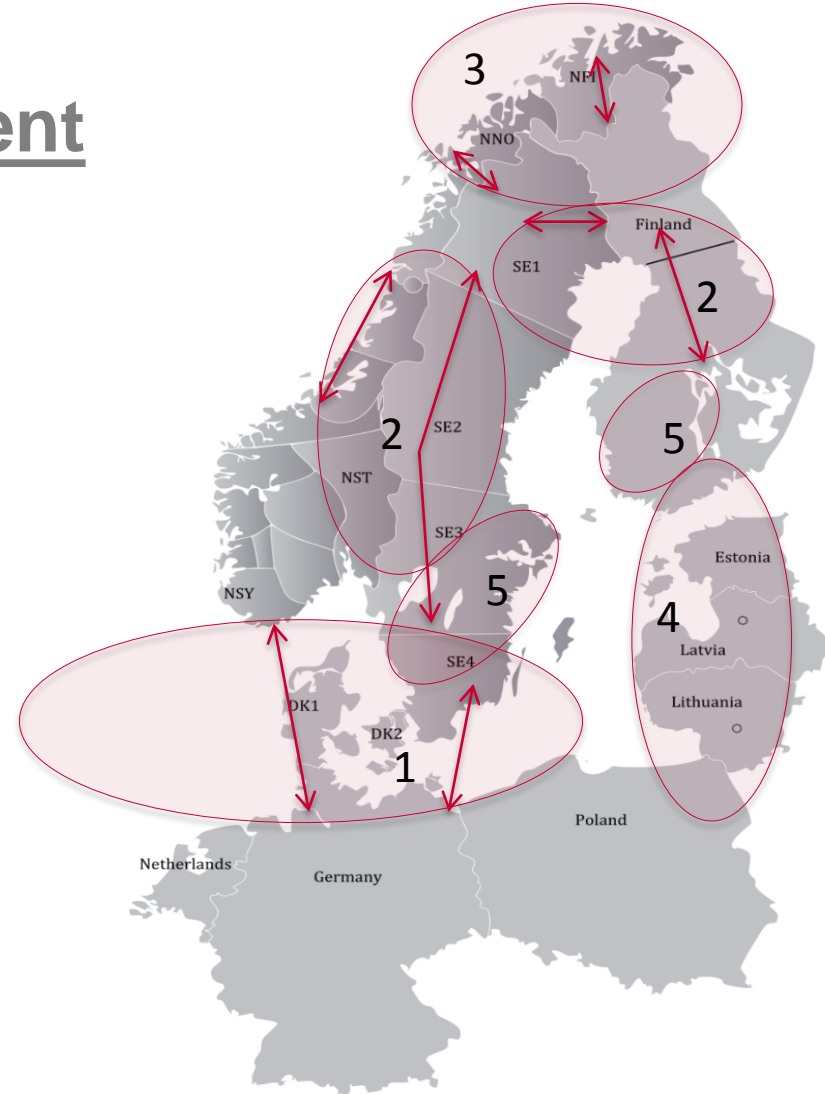 ent
3
NFI
NNO
Finland
SE1
2
SE2
2
5
NST
SE3
Estonia
NSY
5
4
Latvia
SE4
Lithuania
DK1
DK2
1
Poland
Netherlands
Germany